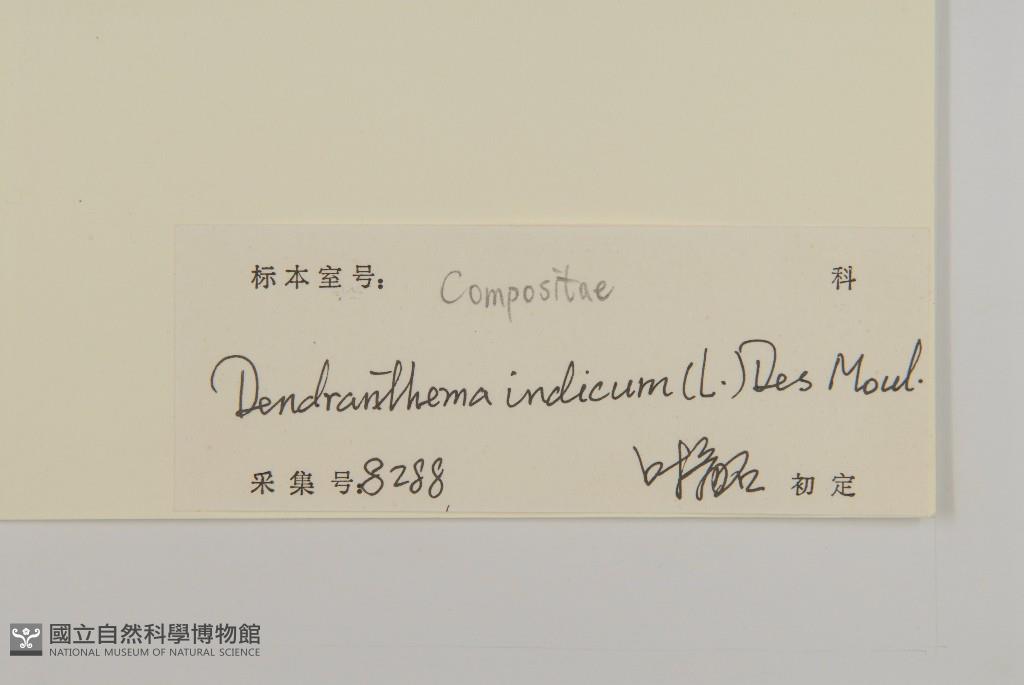 标本室号: Compositae 科
Dendranthema indicum (L.) Des Moul.
采集号: 8288 叶 初定
國立自然科學博物館
NATIONAL MUSEUM OF NATURAL SCIENCE